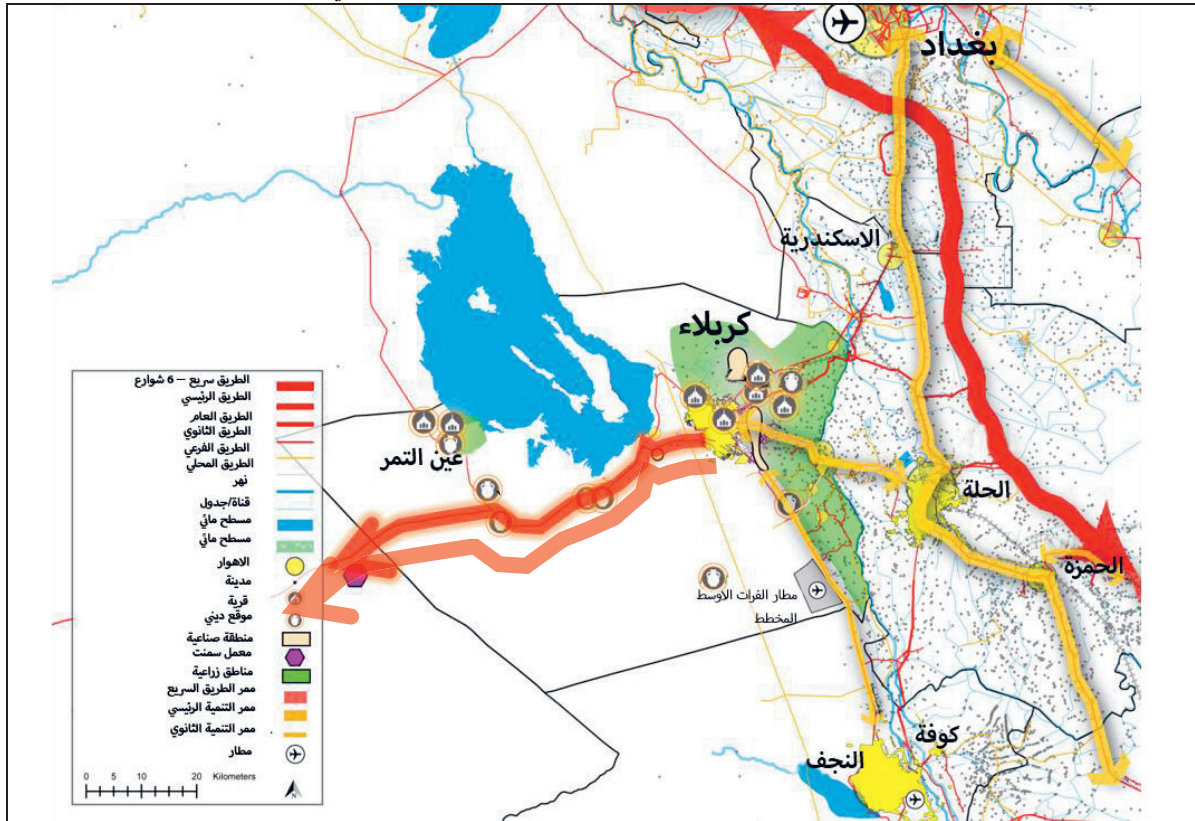 بغداد
الاسكندرية
كربلاء
عين التمر
الحلة
الحمزة
مطار الفرات الاوسط
المخطط
كوفة
النجف
الطريق سريع – 6 شوارع
الطريق الرئيسي
الطريق العام
الطريق الثانوي
الطريق الفرعي
الطريق المحلي
نهر
قناة/جدول
مسطح مائي
مسطح مائي
الاهوار
مدينة
قرية
موقع ديني
منطقة صناعية
معمل سمنت
مناطق زراعية
ممر الطريق السريع
ممر التنمية الرئيسي
ممر التنمية الثانوي
مطار
0 5 10 20 Kilometers
N